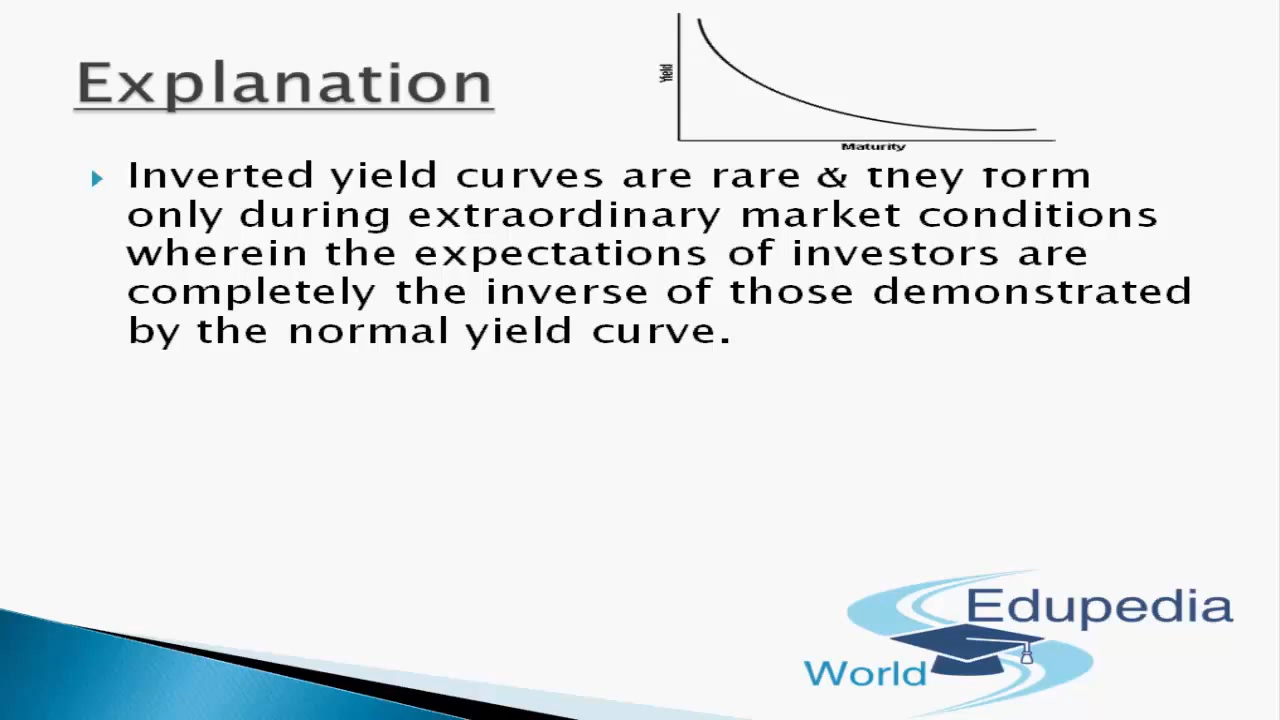 Explanation
Yield
Maturity
Inverted yield curves are rare & they form
only during extraordinary market conditions
wherein the expectations of investors are
completely the inverse of those demonstrated
by the normal yield curve.
Edupedia
World